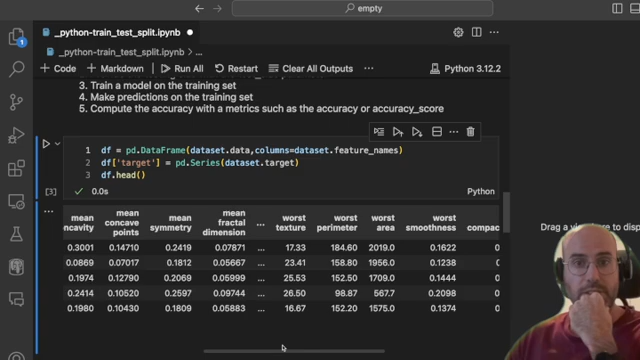 empty
_python-train_test_split.ipynb
_python-train_test_split.ipynb > ...
+ Code + Markdown Run All Restart Clear All Outputs ... Python 3.12.2
3. Train a model on the training set
4. Make predictions on the training set
5. Compute the accuracy with a metrics such as the accuracy or accuracy_score
1 df = pd.DataFrame(dataset.data,columns=dataset.feature_names)
2 df['target'] = pd.Series(dataset.target)
3 df.head()
[3] 0.0s Python
mean ncavity mean concave points mean symmetry mean fractal dimension ... worst texture worst perimeter worst area worst smoothness compac
0.3001 0.14710 0.2419 0.07871 ... 17.33 184.60 2019.0 0.1622 0
0.0869 0.07017 0.1812 0.05667 ... 23.41 158.80 1956.0 0.1238 0
0.1974 0.12790 0.2069 0.05999 ... 25.53 152.50 1709.0 0.1444 0
0.2414 0.10520 0.2597 0.09744 ... 26.50 98.87 567.7 0.2098 0
0.1980 0.10430 0.1809 0.05883 ... 16.67 152.20 1575.0 0.1374 0